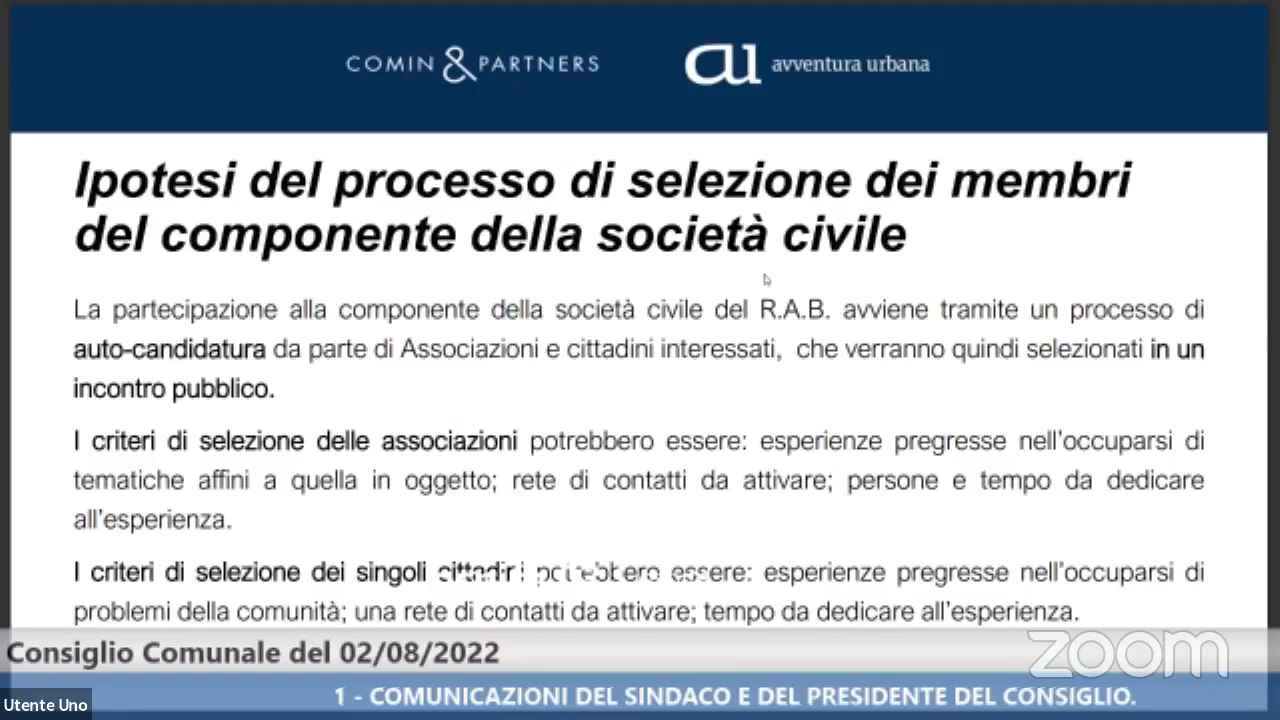 COMIN & PARTNERS
au avventura urbana
Ipotesi del processo di selezione dei membri
del componente della società civile
La partecipazione alla componente della società civile del R.A.B. avviene tramite un processo di
auto-candidatura da parte di Associazioni e cittadini interessati, che verranno quindi selezionati in un
incontro pubblico.
I criteri di selezione delle associazioni potrebbero essere: esperienze pregresse nell'occuparsi di
tematiche affini a quella in oggetto; rete di contatti da attivare; persone e tempo da dedicare
all'esperienza.
I criteri di selezione dei singoli cittadini potrebbero essere: esperienze pregresse nell'occuparsi di
problemi della comunità; una rete di contatti da attivare; tempo da dedicare all'esperienza.
Consiglio Comunale del 02/08/2022
zoom
1 - COMUNICAZIONI DEL SINDACO E DEL PRESIDENTE DEL CONSIGLIO.
Utente Uno